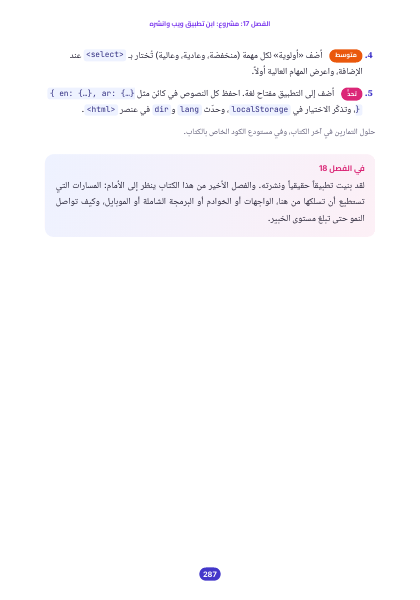 الفصل 17: مشروع: ابنِ تطبيق ويب وانشره
4. متوسط أضف «أولوية» لكل مهمة (منخفضة، وعادية، وعالية) تُختار بـ <select> عند
الإضافة، واعرض المهام العالية أولاً.
5. تحدٍّ أضف إلى التطبيق مفتاح لغة. احفظ كل النصوص في كائن مثل { en: {…}, ar: {…}
}، وتذكّر الاختيار في localStorage، وحدّث lang و dir في عنصر <html>.
حلول التمارين في آخر الكتاب، وفي مستودع الكود الخاص بالكتاب.
في الفصل 18
لقد بنيت تطبيقاً حقيقياً ونشرته. والفصل الأخير من هذا الكتاب ينظر إلى الأمام: المسارات التي
تستطيع أن تسلكها من هنا، الواجهات أو الخوادم أو البرمجة الشاملة أو الموبايل، وكيف تواصل
النمو حتى تبلغ مستوى الخبير.
287